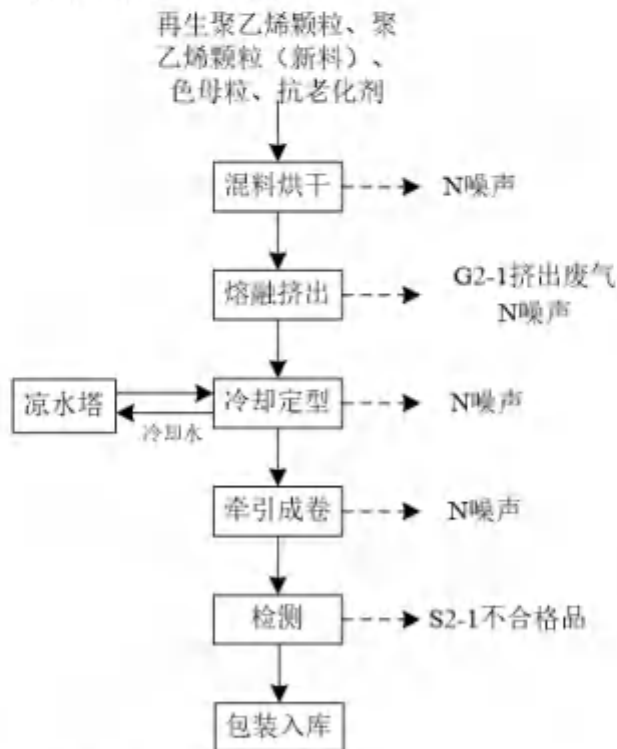 再生聚乙烯颗粒、聚
乙烯颗粒（新料）、
色母粒、抗老化剂
混料烘干
N噪声
熔融挤出
G2-1挤出废气
N噪声
凉水塔
冷却水
冷却定型
N噪声
牵引成卷
N噪声
检测
S2-1不合格品
包装入库